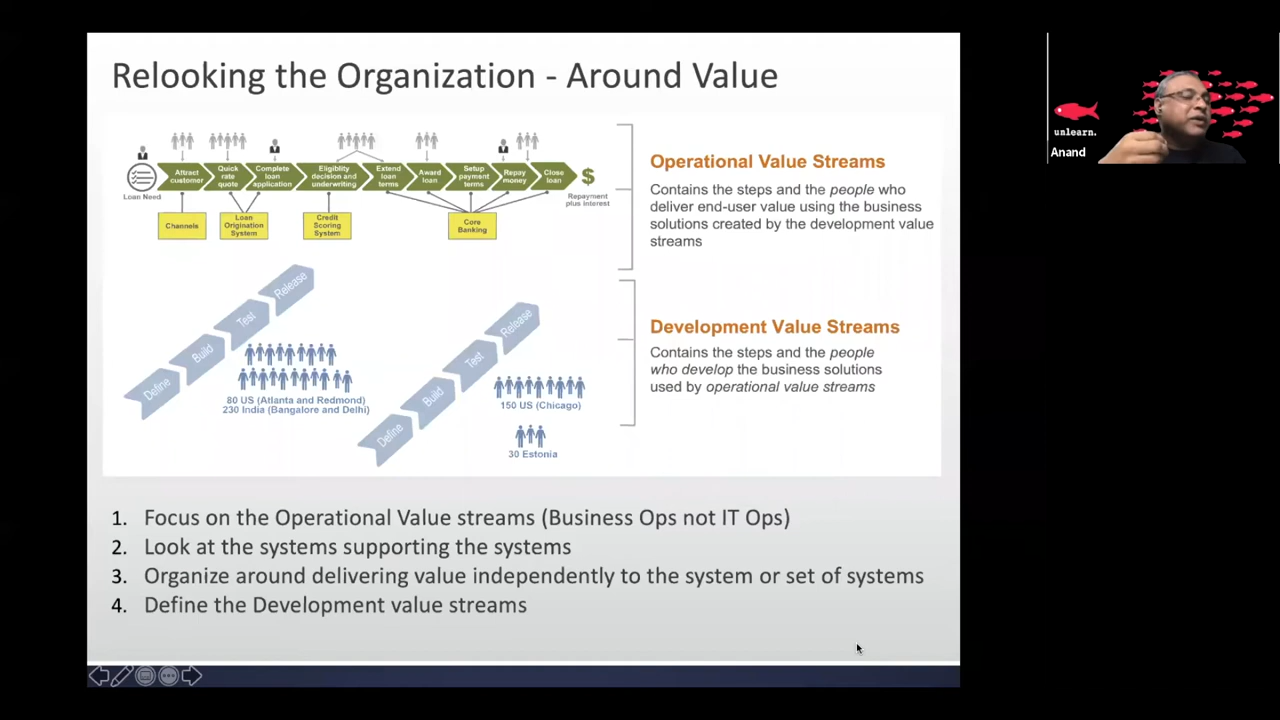 Relooking the Organization - Around Value
unlearn.
Anand
Attract
customer
Quick
rate
quote
Complete
loan
application
Eligiblity
decision and
underwriting
Extend
loan
terms
Award
loan
Setup
payment
terms
Repay
money
Close
loan
$
Loan Need
Repayment
plus interest
Channels
Loan
Origination
System
Credit
Scoring
System
Core
Banking
Operational Value Streams
Contains the steps and the people who
deliver end-user value using the business
solutions created by the development value
streams
Define
Build
Test
Release
80 US (Atlanta and Redmond)
230 India (Bangalore and Delhi)
Define
Build
Test
Release
150 US (Chicago)
30 Estonia
Development Value Streams
Contains the steps and the people
who develop the business solutions
used by operational value streams
1. Focus on the Operational Value streams (Business Ops not IT Ops)
2. Look at the systems supporting the systems
3. Organize around delivering value independently to the system or set of systems
4. Define the Development value streams